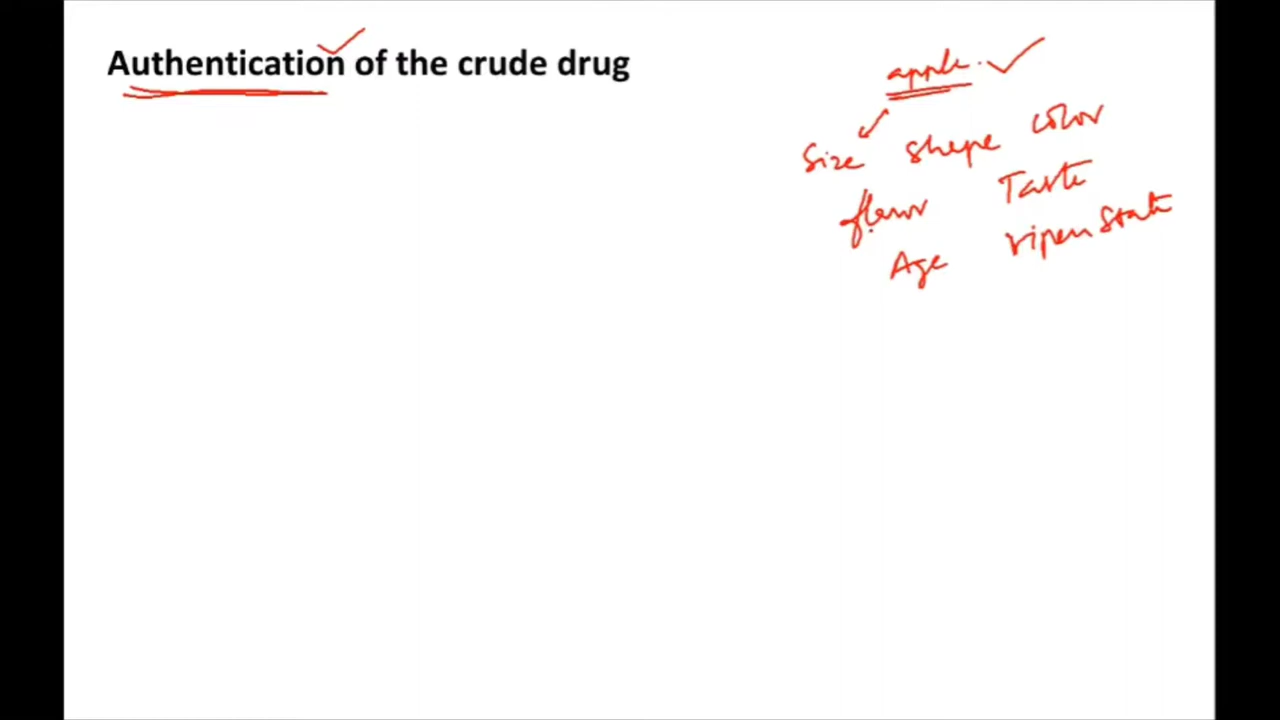 Authentication of the crude drug
apple.
Size shape color
flavor Taste
Age ripen State